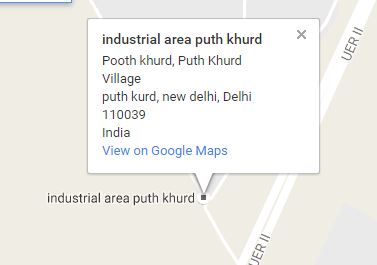 industrial area puth khurd
Pooth khurd, Puth Khurd
Village
puth kurd, new delhi, Delhi
110039
India
View on Google Maps
industrial area puth khurd
UER II
UER II